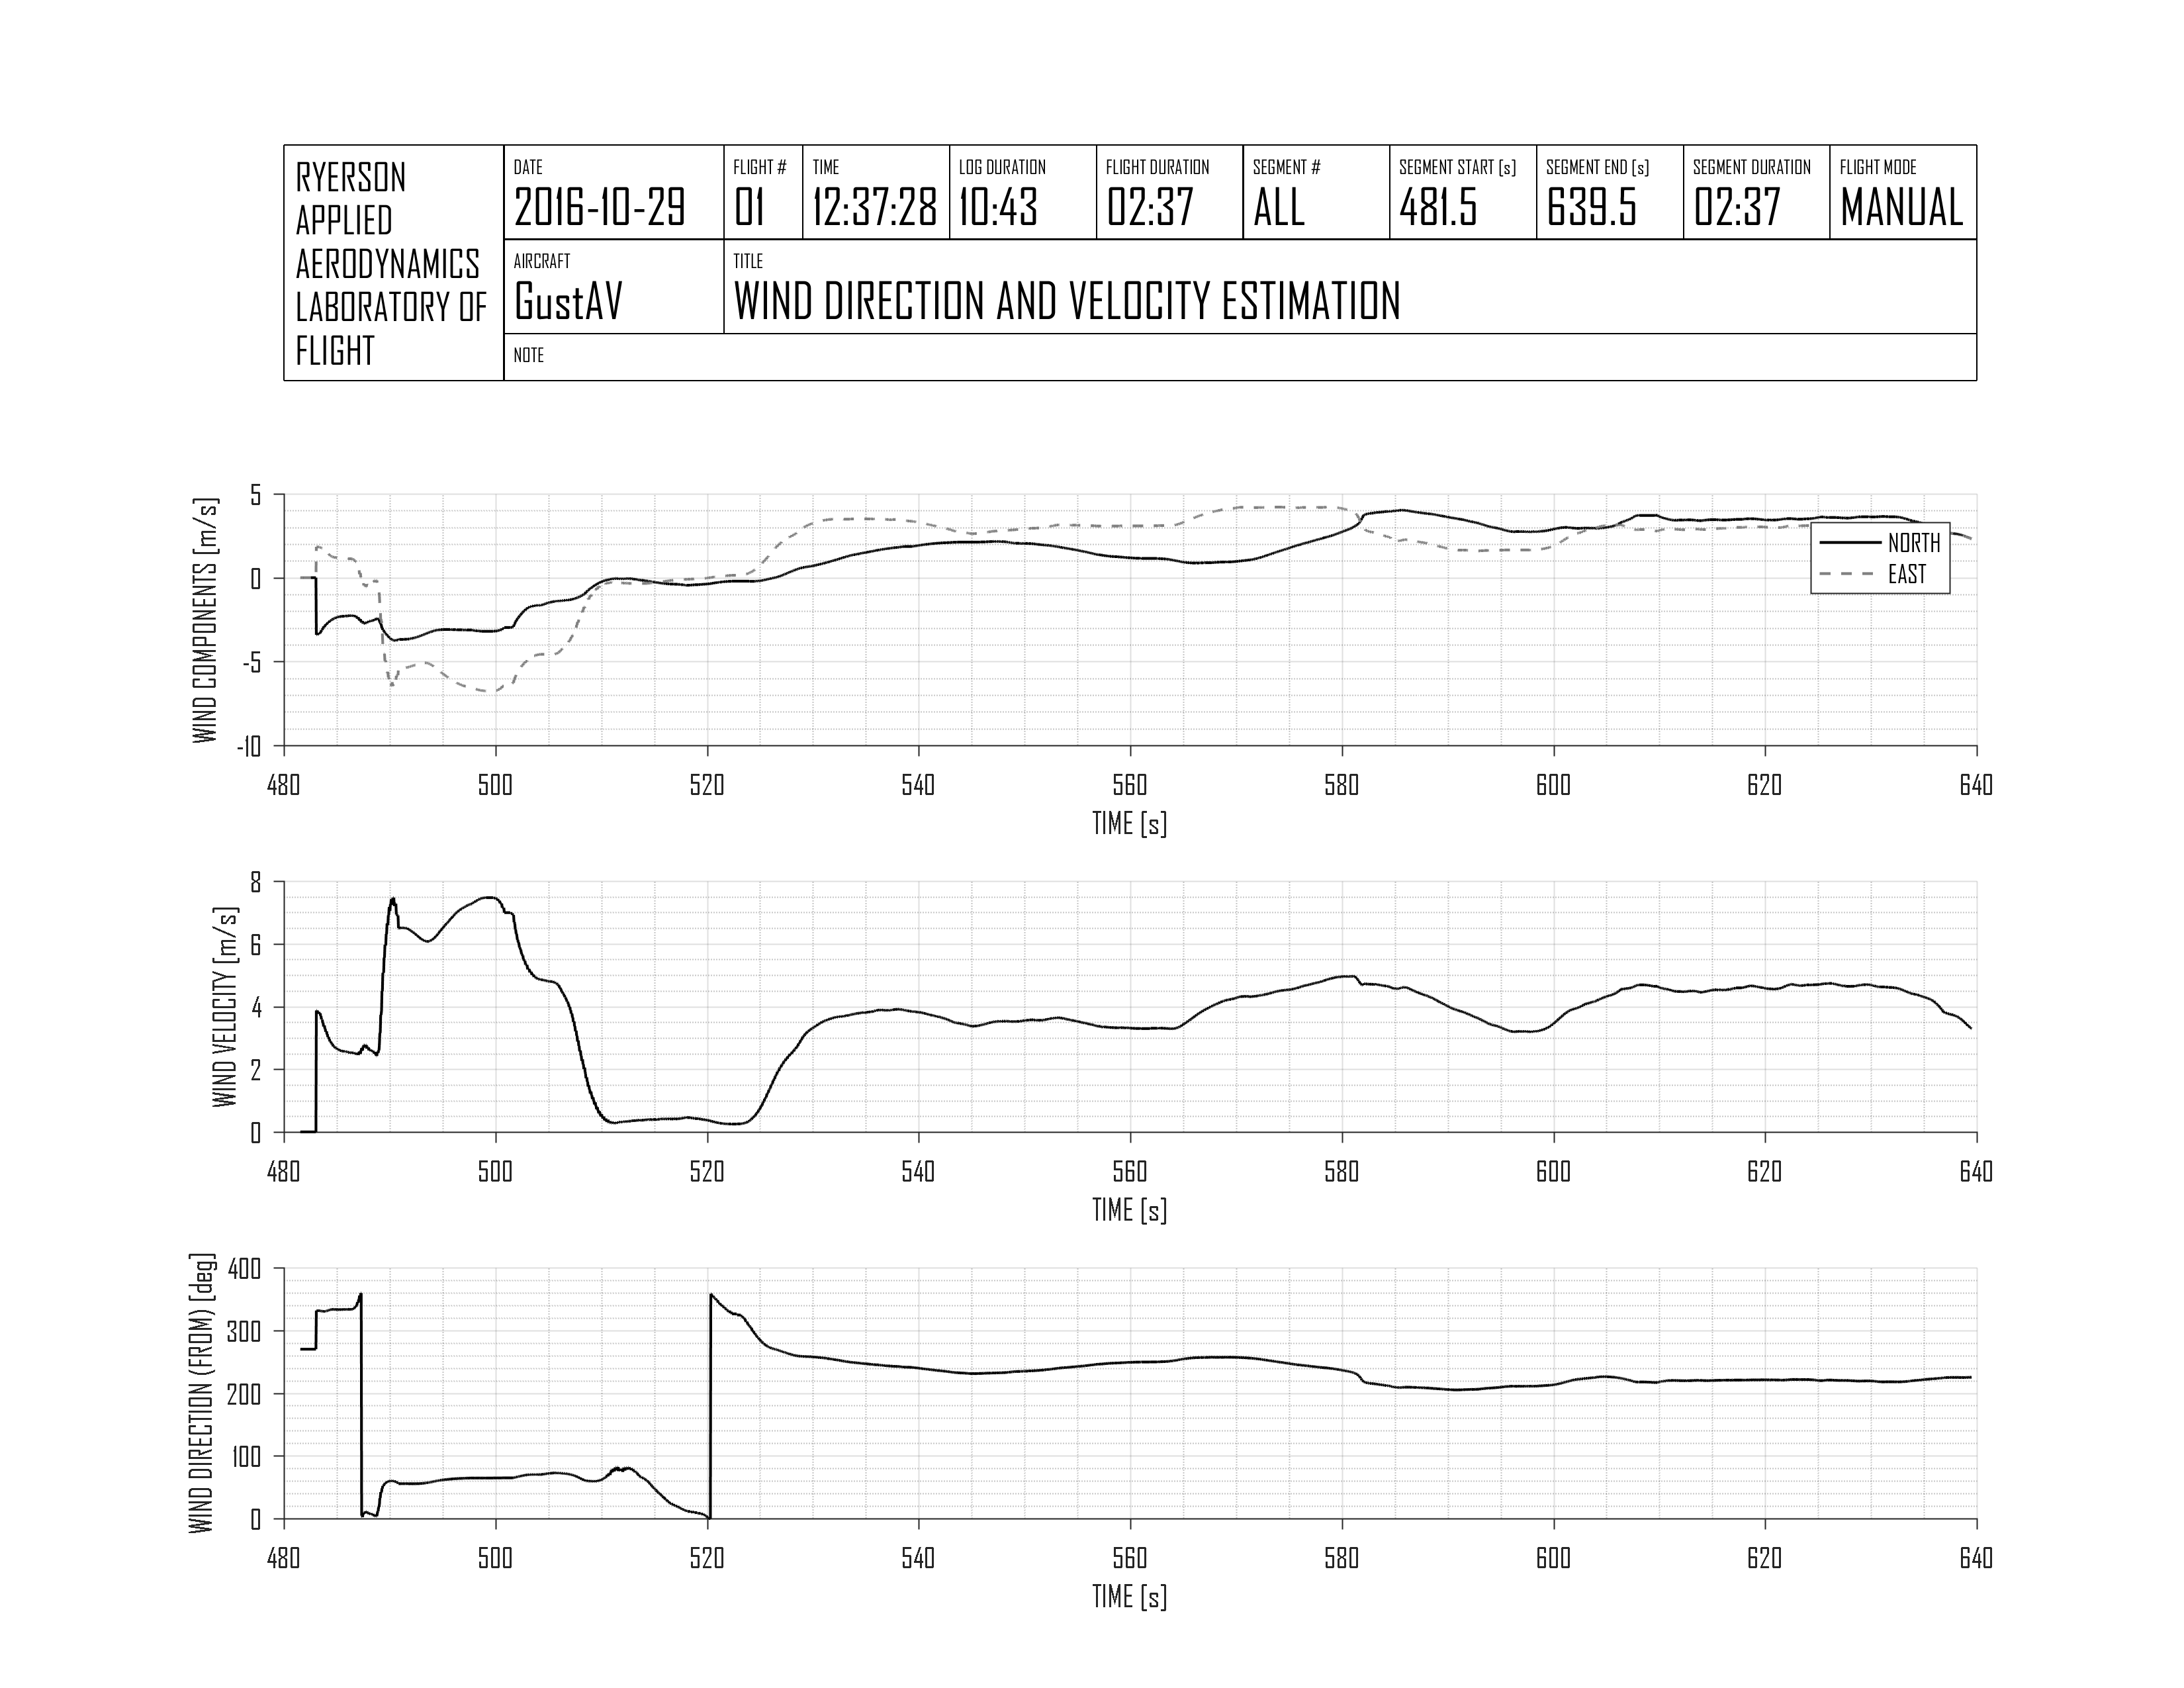 RYERSON
APPLIED
AERODYNAMICS
LABORATORY OF
FLIGHT
DATE
2016-10-29
FLIGHT #
01
TIME
12:37:28
LOG DURATION
10:43
FLIGHT DURATION
02:37
SEGMENT #
ALL
SEGMENT START [s]
481.5
SEGMENT END [s]
639.5
SEGMENT DURATION
02:37
FLIGHT MODE
MANUAL
AIRCRAFT
GustAV
TITLE
WIND DIRECTION AND VELOCITY ESTIMATION
NOTE
WIND COMPONENTS [m/s]
5
0
-5
-10
NORTH
EAST
480 500 520 540 560 580 600 620 640
TIME [s]
WIND VELOCITY [m/s]
8
6
4
2
0
480 500 520 540 560 580 600 620 640
TIME [s]
WIND DIRECTION (FROM) [deg]
400
300
200
100
0
480 500 520 540 560 580 600 620 640
TIME [s]